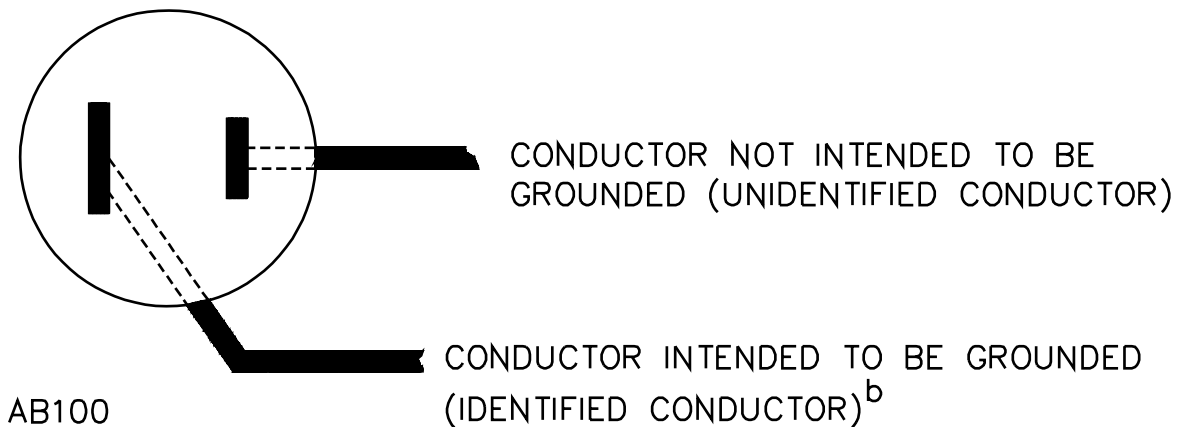 CONDUCTOR NOT INTENDED TO BE
GROUNDED (UNIDENTIFIED CONDUCTOR)
CONDUCTOR INTENDED TO BE GROUNDED
(IDENTIFIED CONDUCTOR)b
AB100